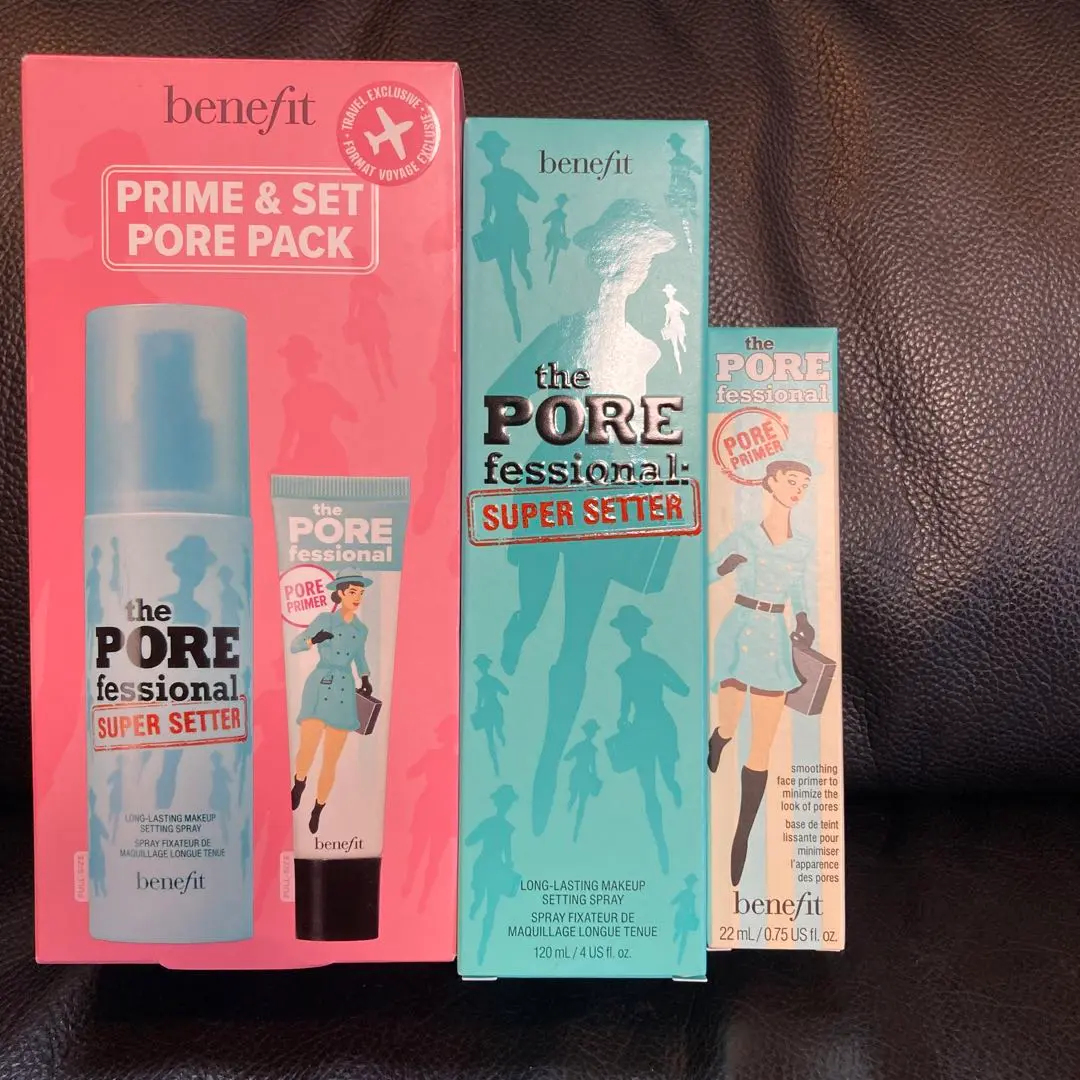 benefit
TRAVEL EXCLUSIVE
FORMAT VOYAGE EXCLUSIF
PRIME & SET
PORE PACK
the
PORE
fessional
SUPER SETTER
LONG-LASTING MAKEUP
SETTING SPRAY
SPRAY FIXATEUR DE
MAQUILLAGE LONGUE TENUE
benefit
FULL-SIZE
the
PORE
fessional
PORE
PRIMER
benefit
FULL-SIZE
benefit
the
PORE
fessional:
SUPER SETTER
LONG-LASTING MAKEUP
SETTING SPRAY
SPRAY FIXATEUR DE
MAQUILLAGE LONGUE TENUE
120 mL / 4 US fl. oz.
the
PORE
fessional
PORE
PRIMER
smoothing
face primer to
minimize the
look of pores
base de teint
lissante pour
minimiser
l'apparence
des pores
benefit
22 mL / 0.75 US fl. oz.